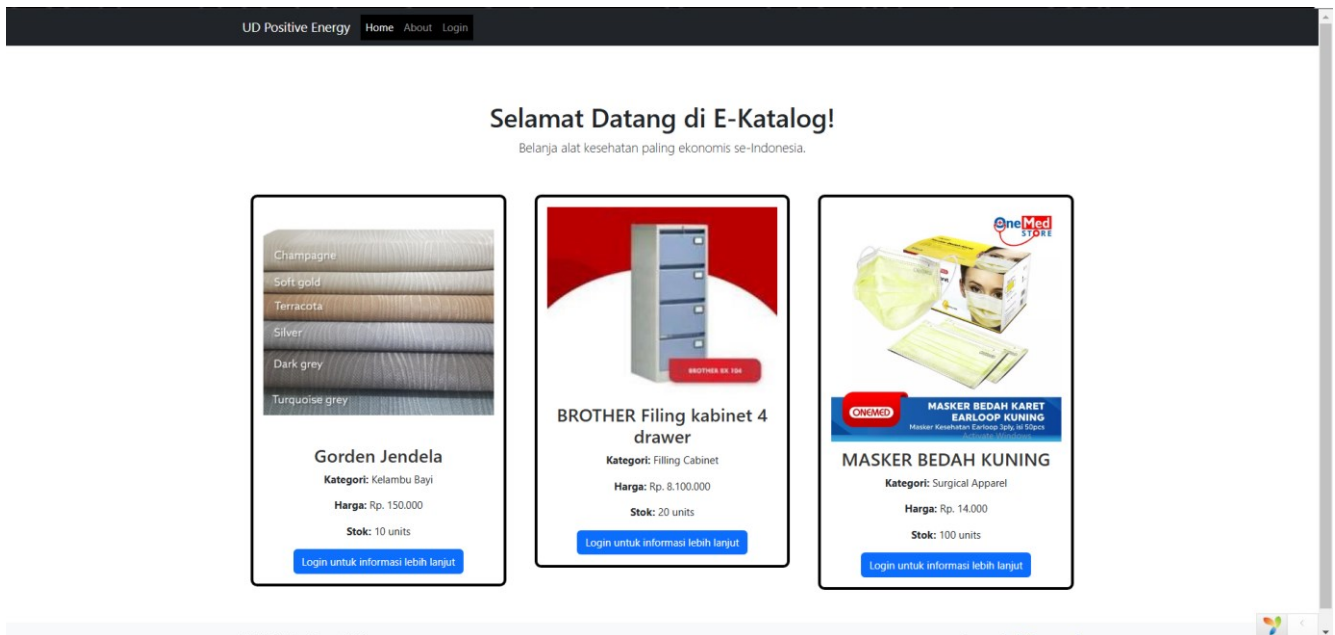 UD Positive Energy Home About Login
Selamat Datang di E-Katalog!
Belanja alat kesehatan paling ekonomis se-Indonesia.
Champagne
Soft gold
Terracota
Silver
Dark grey
Turquoise grey
Gorden Jendela
Kategori: Kelambu Bayi
Harga: Rp. 150.000
Stok: 10 units
Login untuk informasi lebih lanjut
BROTHER BX 104
BROTHER Filing kabinet 4
drawer
Kategori: Filling Cabinet
Harga: Rp. 8.100.000
Stok: 20 units
Login untuk informasi lebih lanjut
OneMed
STORE
ONEMED
MASKER BEDAH KARET
EARLOOP KUNING
Masker Kesehatan Earloop 3ply, isi 50pcs
Activate Windows
MASKER BEDAH KUNING
Kategori: Surgical Apparel
Harga: Rp. 14.000
Stok: 100 units
Login untuk informasi lebih lanjut